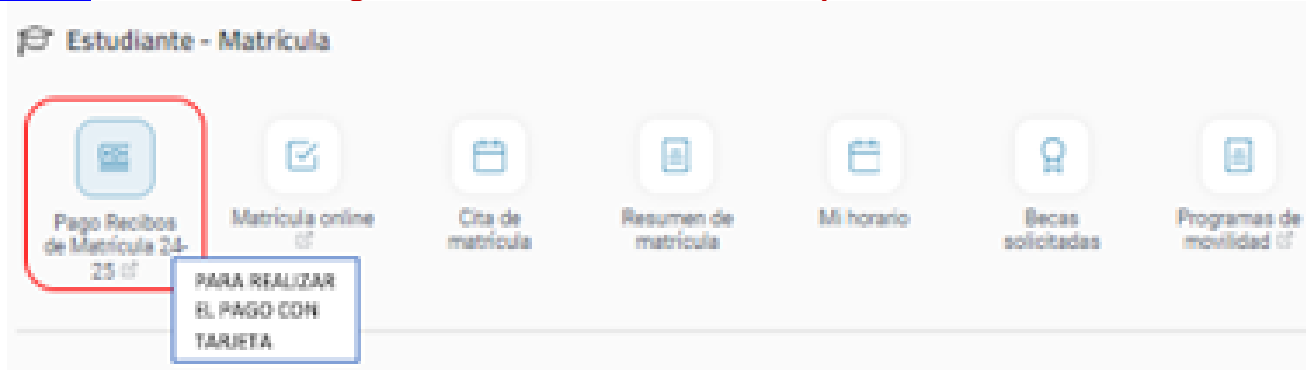 Estudiante - Matrícula
Pago Recibos
de Matrícula 24-
25
Matrícula online
Cita de
matrícula
Resumen de
matrícula
Mi horario
Becas
solicitadas
Programas de
movilidad
PARA REALIZAR
EL PAGO CON
TARJETA